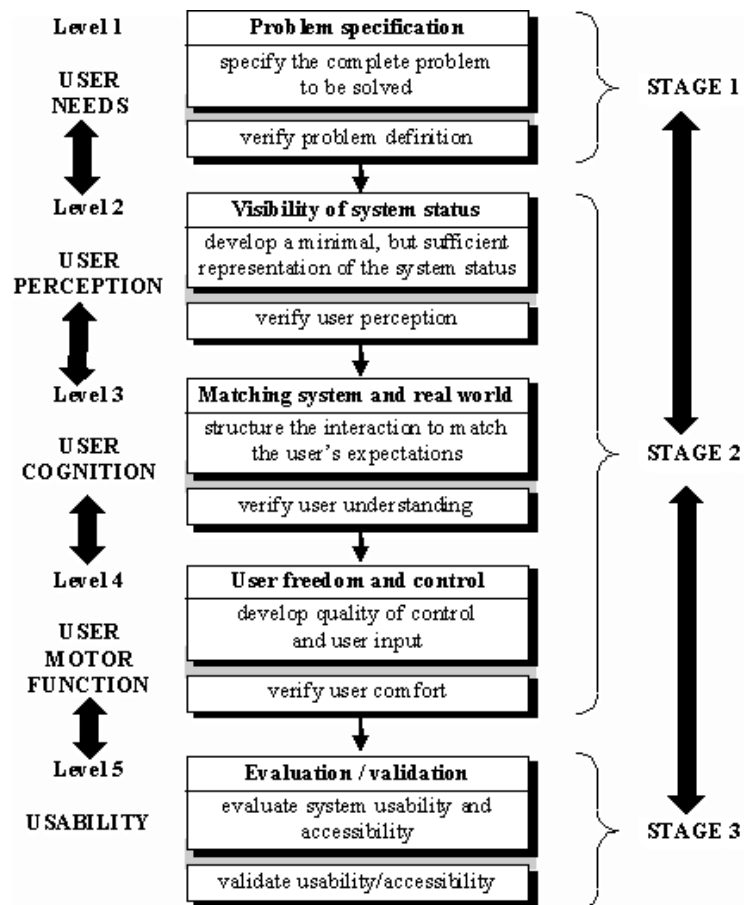 Level 1
Problem specification
specify the complete problem
to be solved
USER
NEEDS
STAGE 1
verify problem definition
Level 2
Visibility of system status
develop a minimal, but sufficient
representation of the system status
USER
PERCEPTION
verify user perception
Level 3
Matching system and real world
structure the interaction to match
the user's expectations
USER
COGNITION
STAGE 2
verify user understanding
Level 4
User freedom and control
develop quality of control
and user input
USER
MOTOR
FUNCTION
verify user comfort
Level 5
Evaluation / validation
evaluate system usability and
accessibility
USABILITY
STAGE 3
validate usability/accessibility